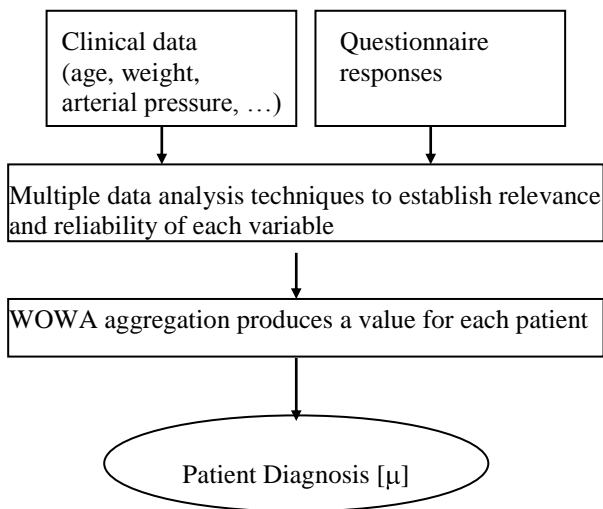 Clinical data
(age, weight,
arterial pressure, …)
Questionnaire
responses
Multiple data analysis techniques to establish relevance
and reliability of each variable
WOWA aggregation produces a value for each patient
Patient Diagnosis [µ]